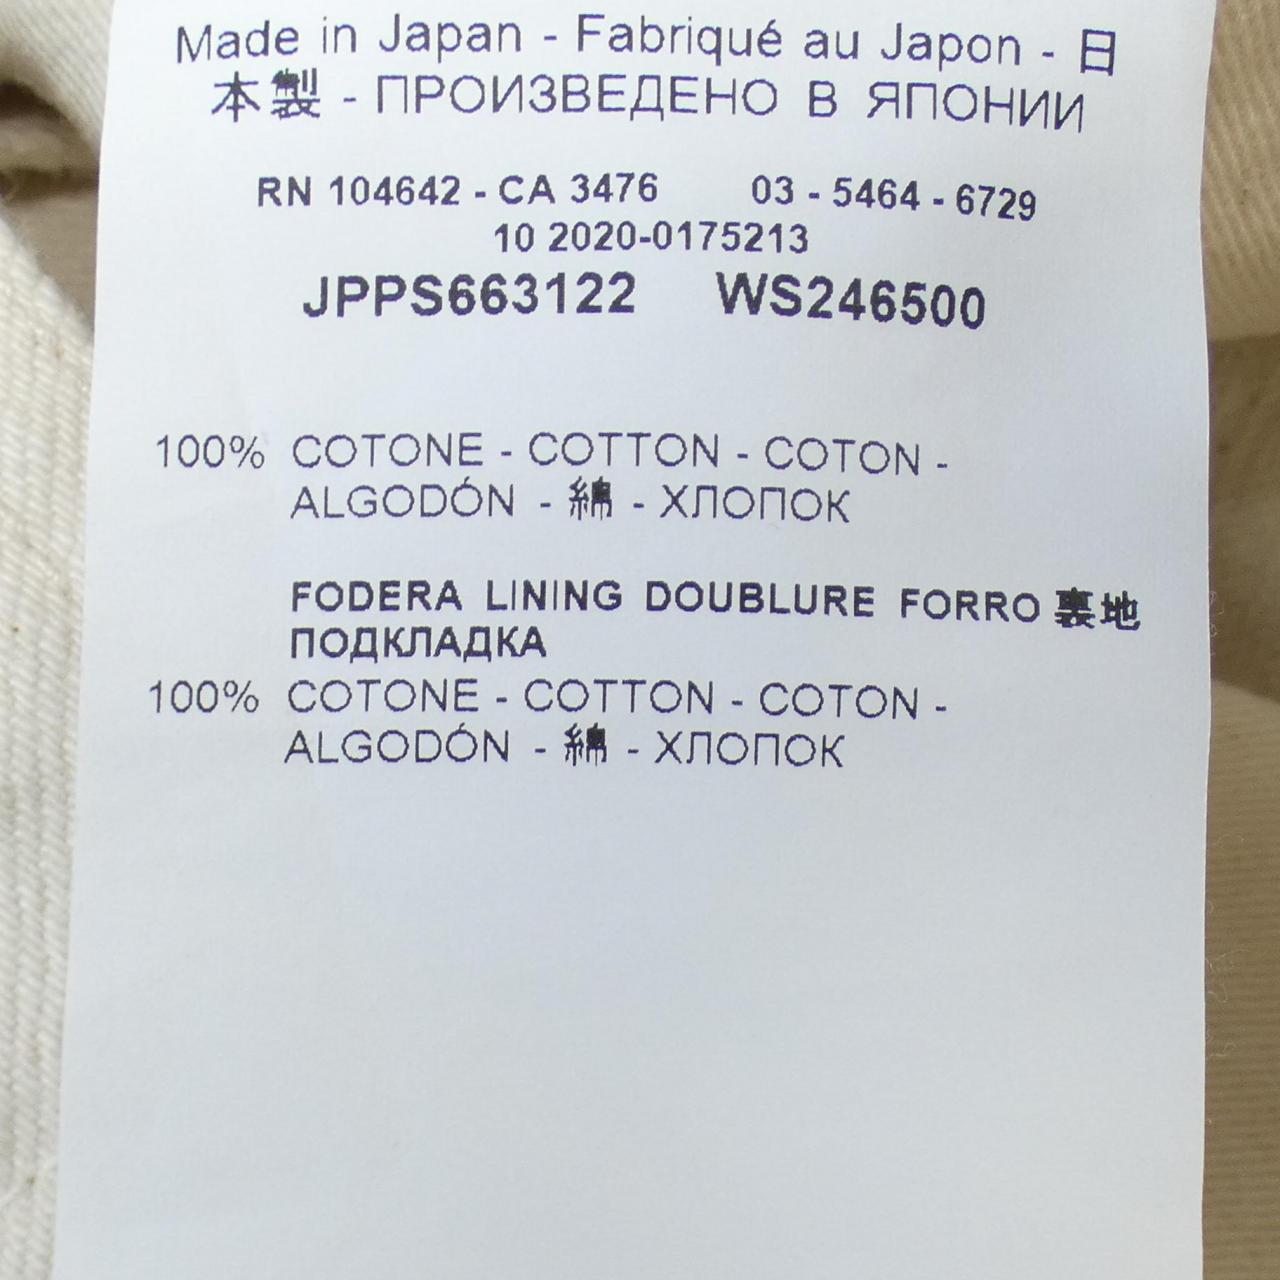 Made in Japan - Fabriqué au Japon - 日
本製 - ПРОИЗВЕДЕНО В ЯПОНИИ
RN 104642 - CA 3476 03 - 5464 - 6729
10 2020-0175213
JPPS663122 WS246500
100% COTONE - COTTON - COTON -
ALGODÓN - 綿 - ХЛОПОК
FODERA LINING DOUBLURE FORRO 裏地
ПОДКЛАДКА
100% COTONE - COTTON - COTON -
ALGODÓN - 綿 - ХЛОПОК